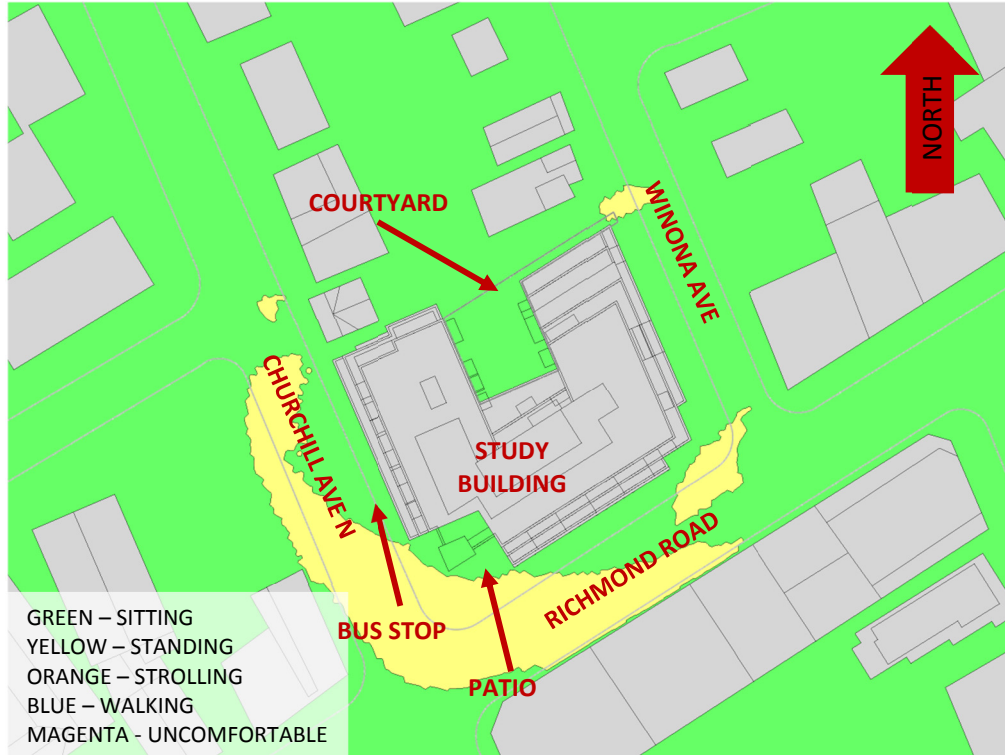 NORTH
COURTYARD
WINONA AVE
CHURCHILL AVE N
STUDY
BUILDING
RICHMOND ROAD
BUS STOP
PATIO
GREEN – SITTING
YELLOW – STANDING
ORANGE – STROLLING
BLUE – WALKING
MAGENTA - UNCOMFORTABLE